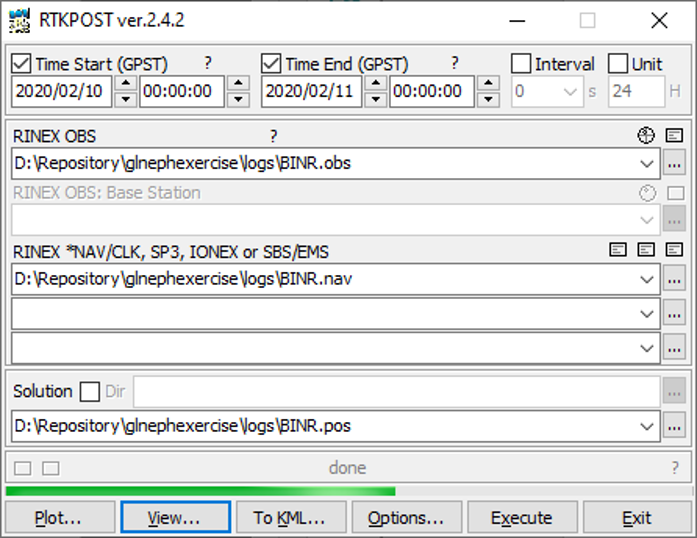 RTKPOST ver.2.4.2
Time Start (GPST) ? Time End (GPST) ? Interval Unit
2020/02/10 00:00:00 2020/02/11 00:00:00 0 s 24 H
RINEX OBS ?
D:\Repository\glnephexercise\logs\BINR.obs ...
RINEX OBS: Base Station
...
RINEX *NAV/CLK, SP3, IONEX or SBS/EMS
D:\Repository\glnephexercise\logs\BINR.nav ...
...
...
Solution Dir ...
D:\Repository\glnephexercise\logs\BINR.pos ...
done ?
Plot... View... To KML... Options... Execute Exit